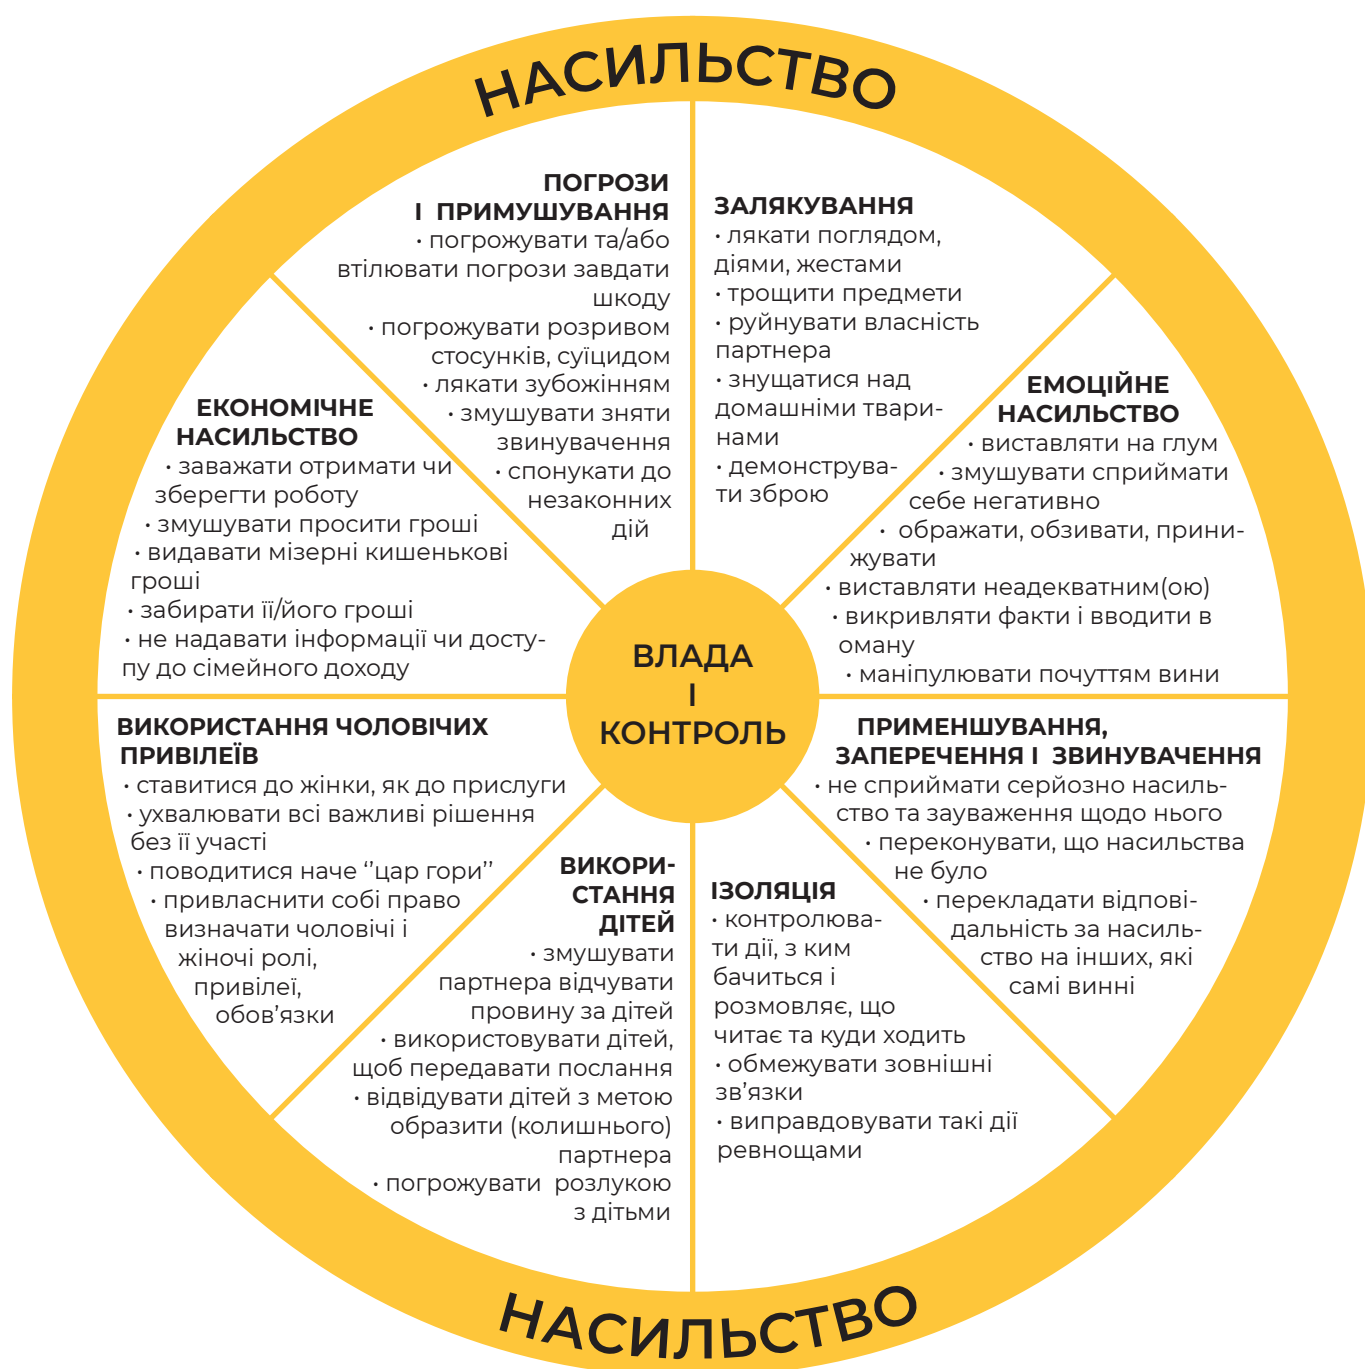 НАСИЛЬСТВО
ПОГРОЗИ
І ПРИМУШУВАННЯ
· погрожувати та/або
втілювати погрози завдати
шкоду
· погрожувати розривом
стосунків, суїцидом
· лякати зубожінням
· змушувати зняти
звинувачення
· спонукати до
незаконних
дій
ЗАЛЯКУВАННЯ
· лякати поглядом,
діями, жестами
· трощити предмети
· руйнувати власність
партнера
· знущатися над
домашніми твари-
нами
· демонструва-
ти зброю
ЕМОЦІЙНЕ
НАСИЛЬСТВО
· виставляти на глум
· змушувати сприймати
себе негативно
· ображати, обзивати, прини-
жувати
· виставляти неадекватним(ою)
· викривляти факти і вводити в
оману
· маніпулювати почуттям вини
ЕКОНОМІЧНЕ
НАСИЛЬСТВО
· заважати отримати чи
зберегти роботу
· змушувати просити гроші
· видавати мізерні кишенькові
гроші
· забирати її/його гроші
· не надавати інформації чи досту-
пу до сімейного доходу
ВЛАДА
І
КОНТРОЛЬ
ВИКОРИСТАННЯ ЧОЛОВІЧИХ
ПРИВІЛЕЇВ
· ставитися до жінки, як до прислуги
· ухвалювати всі важливі рішення
без її участі
· поводитися наче ‘’цар гори’’
· привласнити собі право
визначати чоловічі і
жіночі ролі,
привілеї,
обов’язки
ВИКОРИ-
СТАННЯ
ДІТЕЙ
· змушувати
партнера відчувати
провину за дітей
· використовувати дітей,
щоб передавати послання
· відвідувати дітей з метою
образити (колишнього)
партнера
· погрожувати розлукою
з дітьми
ІЗОЛЯЦІЯ
· контролюва-
ти дії, з ким
бачиться і
розмовляє, що
читає та куди ходить
· обмежувати зовнішні
зв’язки
· виправдовувати такі дії
ревнощами
ПРИМЕНШУВАННЯ,
ЗАПЕРЕЧЕННЯ І ЗВИНУВАЧЕННЯ
· не сприймати серйозно насиль-
ство та зауваження щодо нього
· переконувати, що насильства
не було
· перекладати відпові-
дальність за насиль-
ство на інших, які
самі винні
НАСИЛЬСТВО